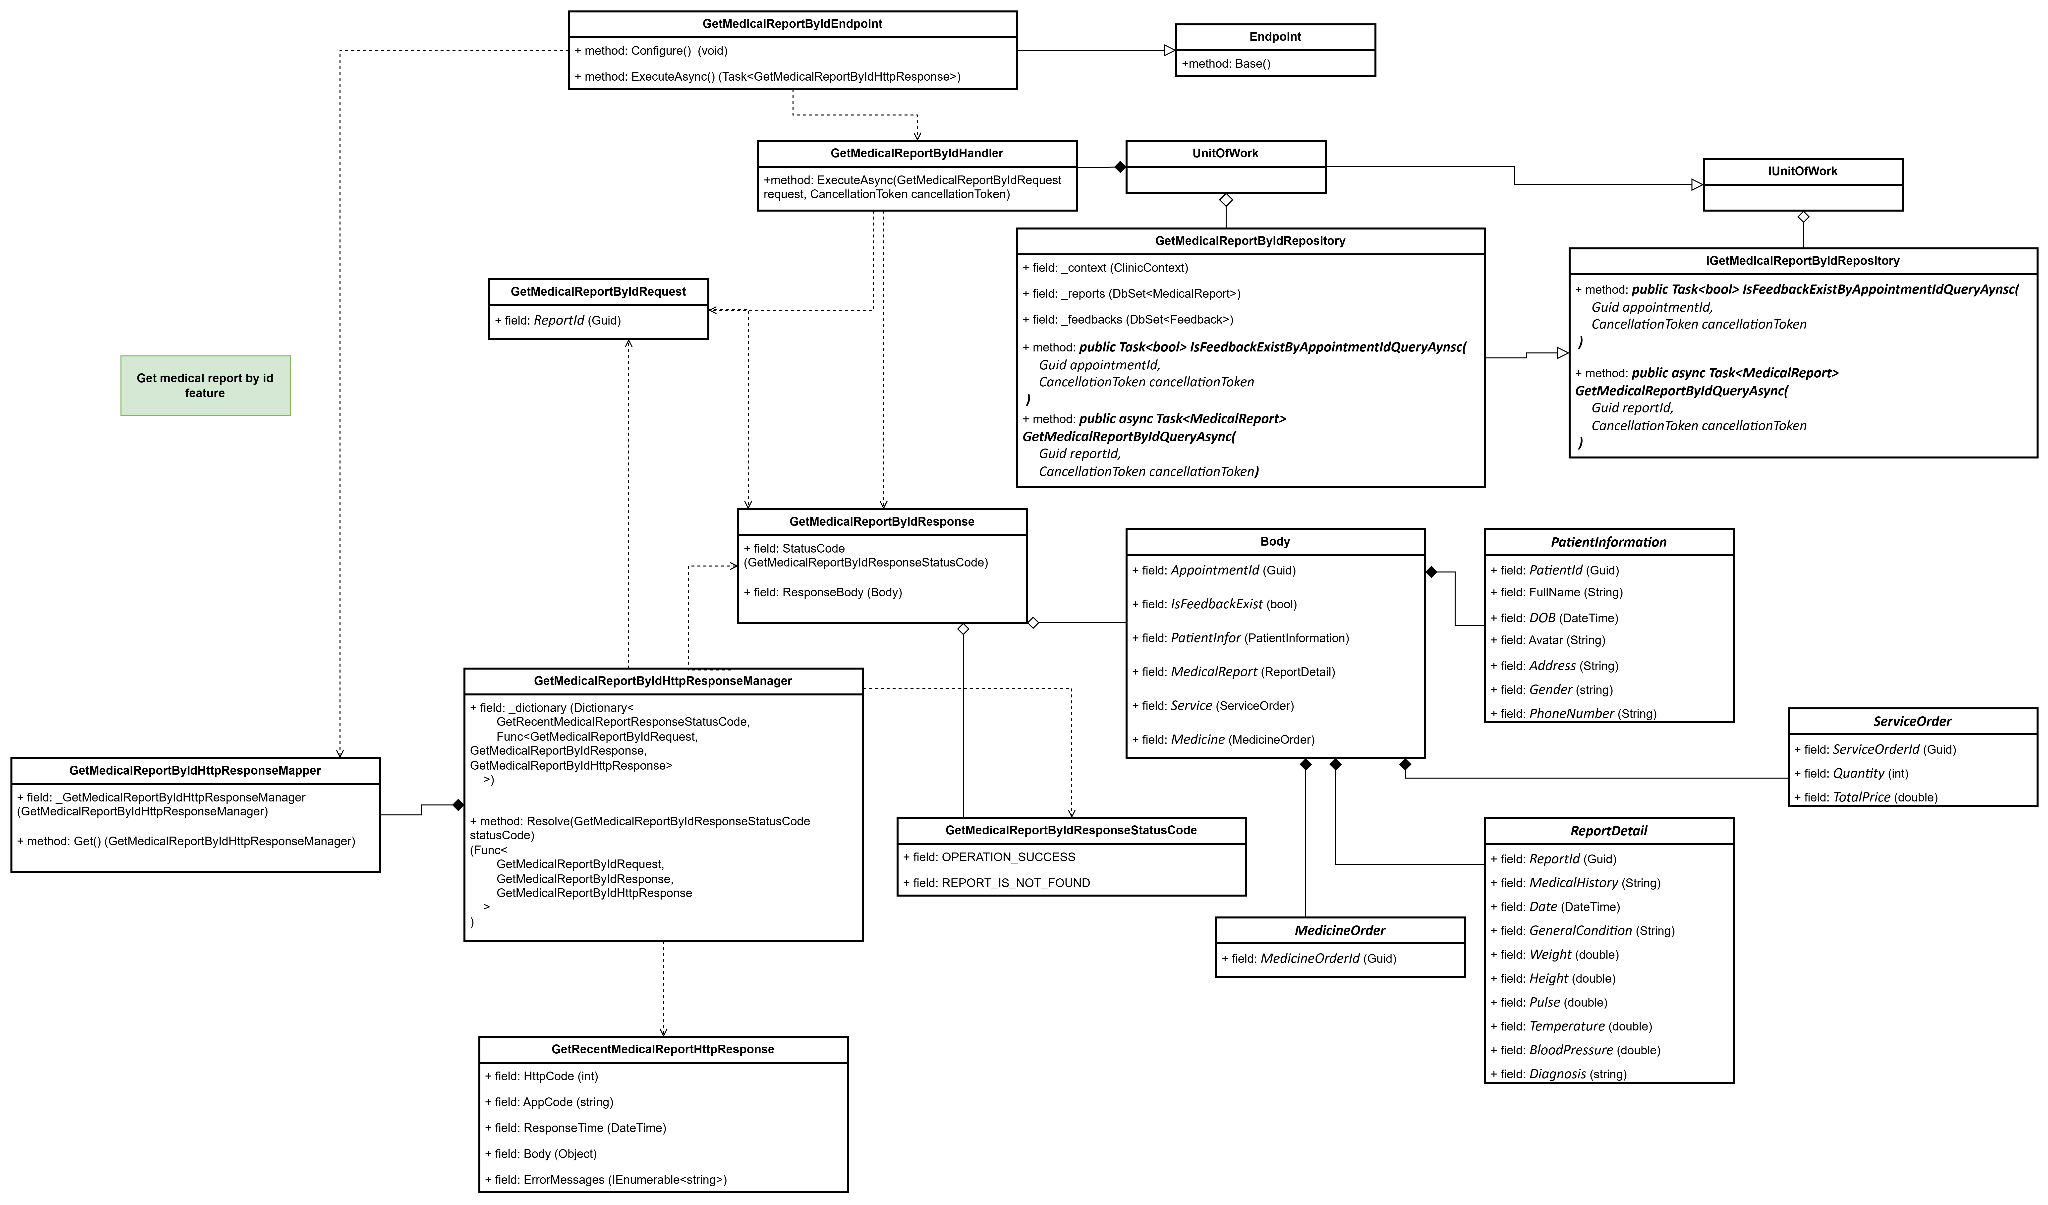 GetMedicalReportByIdEndpoint
+ method: Configure()  (void)
+ method: ExecuteAsync() (Task<GetMedicalReportByIdHttpResponse>)
Endpoint
+method: Base()
GetMedicalReportByIdHandler
+method: ExecuteAsync(GetMedicalReportByIdRequest
request, CancellationToken cancellationToken)
UnitOfWork
IUnitOfWork
GetMedicalReportByIdRepository
+ field: _context (ClinicContext)
+ field: _reports (DbSet<MedicalReport>)
+ field: _feedbacks (DbSet<Feedback>)
+ method: public Task<bool> IsFeedbackExistByAppointmentIdQueryAynsc(
Guid appointmentId,
CancellationToken cancellationToken
)
+ method: public async Task<MedicalReport>
GetMedicalReportByIdQueryAsync(
Guid reportId,
CancellationToken cancellationToken)
IGetMedicalReportByIdRepository
+ method: public Task<bool> IsFeedbackExistByAppointmentIdQueryAynsc(
Guid appointmentId,
CancellationToken cancellationToken
)
+ method: public async Task<MedicalReport>
GetMedicalReportByIdQueryAsync(
Guid reportId,
CancellationToken cancellationToken
)
GetMedicalReportByIdRequest
+ field: ReportId (Guid)
Get medical report by id
feature
GetMedicalReportByIdResponse
+ field: StatusCode
(GetMedicalReportByIdResponseStatusCode)
+ field: ResponseBody (Body)
Body
+ field: AppointmentId (Guid)
+ field: IsFeedbackExist (bool)
+ field: PatientInfor (PatientInformation)
+ field: MedicalReport (ReportDetail)
+ field: Service (ServiceOrder)
+ field: Medicine (MedicineOrder)
PatientInformation
+ field: PatientId (Guid)
+ field: FullName (String)
+ field: DOB (DateTime)
+ field: Avatar (String)
+ field: Address (String)
+ field: Gender (string)
+ field: PhoneNumber (String)
ServiceOrder
+ field: ServiceOrderId (Guid)
+ field: Quantity (int)
+ field: TotalPrice (double)
GetMedicalReportByIdHttpResponseManager
+ field: _dictionary (Dictionary<
GetRecentMedicalReportResponseStatusCode,
Func<GetMedicalReportByIdRequest,
GetMedicalReportByIdResponse,
GetMedicalReportByIdHttpResponse>
>)
+ method: Resolve(GetMedicalReportByIdResponseStatusCode
statusCode)
(Func<
GetMedicalReportByIdRequest,
GetMedicalReportByIdResponse,
GetMedicalReportByIdHttpResponse
>
)
GetMedicalReportByIdHttpResponseMapper
+ field: _GetMedicalReportByIdHttpResponseManager
(GetMedicalReportByIdHttpResponseManager)
+ method: Get() (GetMedicalReportByIdHttpResponseManager)
GetMedicalReportByIdResponseStatusCode
+ field: OPERATION_SUCCESS
+ field: REPORT_IS_NOT_FOUND
MedicineOrder
+ field: MedicineOrderId (Guid)
ReportDetail
+ field: ReportId (Guid)
+ field: MedicalHistory (String)
+ field: Date (DateTime)
+ field: GeneralCondition (String)
+ field: Weight (double)
+ field: Height (double)
+ field: Pulse (double)
+ field: Temperature (double)
+ field: BloodPressure (double)
+ field: Diagnosis (string)
GetRecentMedicalReportHttpResponse
+ field: HttpCode (int)
+ field: AppCode (string)
+ field: ResponseTime (DateTime)
+ field: Body (Object)
+ field: ErrorMessages (IEnumerable<string>)